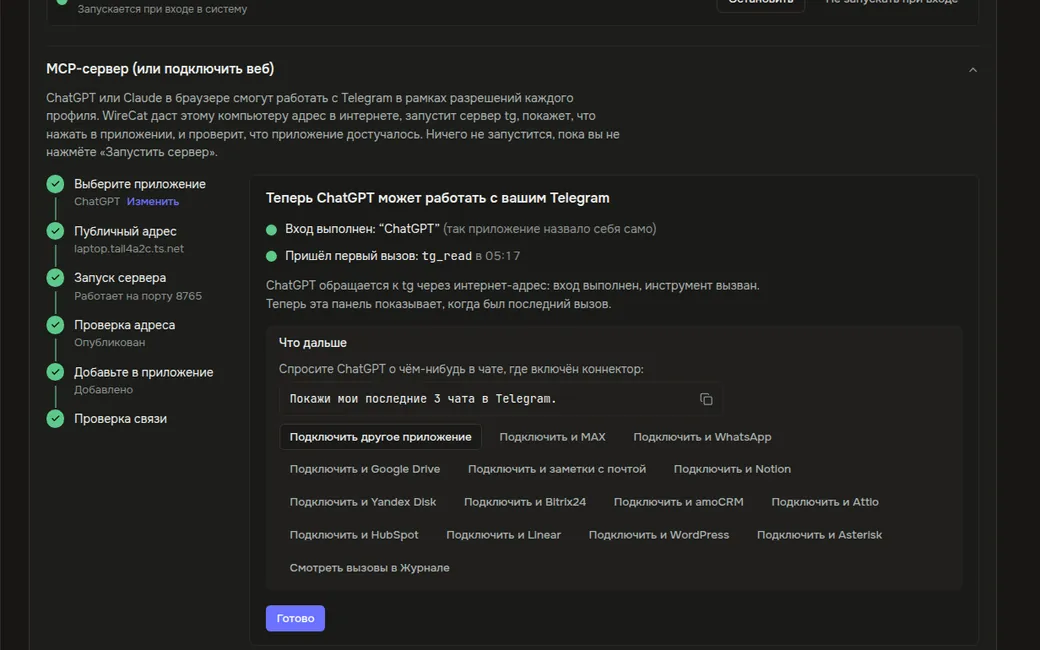 Запускается при входе в систему
Остановить
Не запускать при входе
MCP-сервер (или подключить веб)
ChatGPT или Claude в браузере смогут работать с Telegram в рамках разрешений каждого
профиля. WireCat даст этому компьютеру адрес в интернете, запустит сервер tg, покажет, что
нажать в приложении, и проверит, что приложение достучалось. Ничего не запустится, пока вы не
нажмёте «Запустить сервер».
Выберите приложение
ChatGPT Изменить
Публичный адрес
laptop.tail4a2c.ts.net
Запуск сервера
Работает на порту 8765
Проверка адреса
Опубликован
Добавьте в приложение
Добавлено
Проверка связи
Теперь ChatGPT может работать с вашим Telegram
Вход выполнен: “ChatGPT” (так приложение назвало себя само)
Пришёл первый вызов: tg_read в 05:17
ChatGPT обращается к tg через интернет-адрес: вход выполнен, инструмент вызван.
Теперь эта панель показывает, когда был последний вызов.
Что дальше
Спросите ChatGPT о чём-нибудь в чате, где включён коннектор:
Покажи мои последние 3 чата в Telegram.
Подключить другое приложение Подключить и MAX Подключить и WhatsApp
Подключить и Google Drive Подключить и заметки с почтой Подключить и Notion
Подключить и Yandex Disk Подключить и Bitrix24 Подключить и amoCRM Подключить и Attio
Подключить и HubSpot Подключить и Linear Подключить и WordPress Подключить и Asterisk
Смотреть вызовы в Журнале
Готово